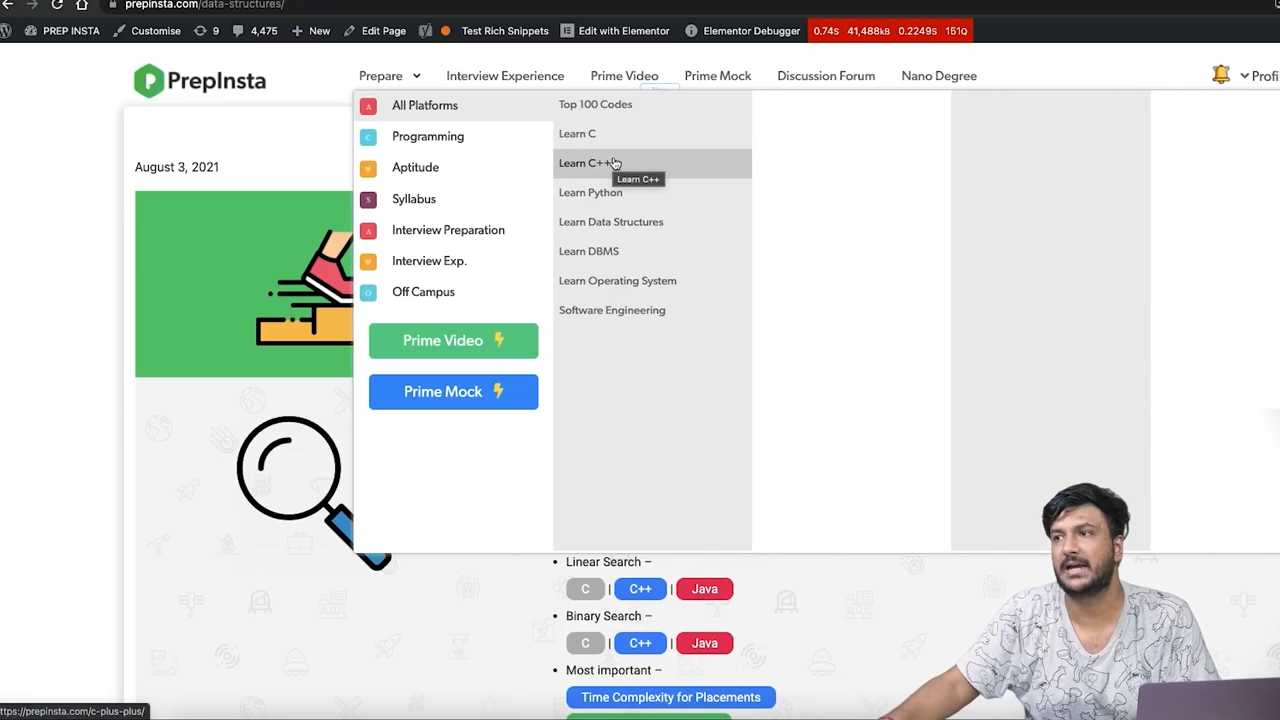 prepinsta.com/data-structures/
PREP INSTA Customise 9 4,475 New Edit Page Test Rich Snippets Edit with Elementor Elementor Debugger 0.74S 41,488kB 0.2249S 151Q
PrepInsta Prepare Interview Experience Prime Video Prime Mock Discussion Forum Nano Degree Profi
August 3, 2021
A All Platforms
C Programming
Aptitude
S Syllabus
A Interview Preparation
Interview Exp.
O Off Campus
Prime Video
Prime Mock
Top 100 Codes
Learn C
Learn C++
Learn C++
Learn Python
Learn Data Structures
Learn DBMS
Learn Operating System
Software Engineering
• Linear Search –
C | C++ | Java
• Binary Search –
C | C++ | Java
• Most important –
Time Complexity for Placements
ttps://prepinsta.com/c-plus-plus/